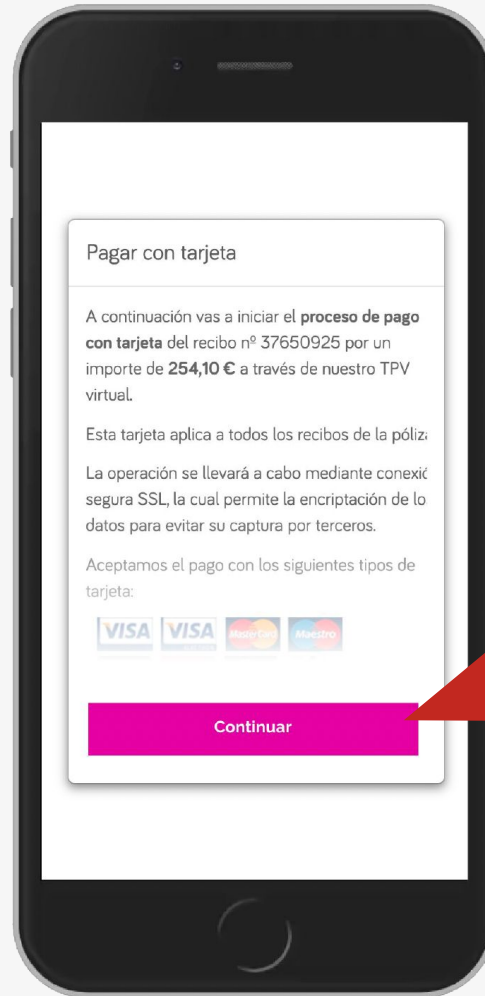 Pagar con tarjeta
A continuación vas a iniciar el proceso de pago
con tarjeta del recibo nº 37650925 por un
importe de 254,10 € a través de nuestro TPV
virtual.
Esta tarjeta aplica a todos los recibos de la póliz
La operación se llevará a cabo mediante conexió
segura SSL, la cual permite la encriptación de lo
datos para evitar su captura por terceros.
Aceptamos el pago con los siguientes tipos de
tarjeta:
VISA VISA MasterCard Maestro
Continuar